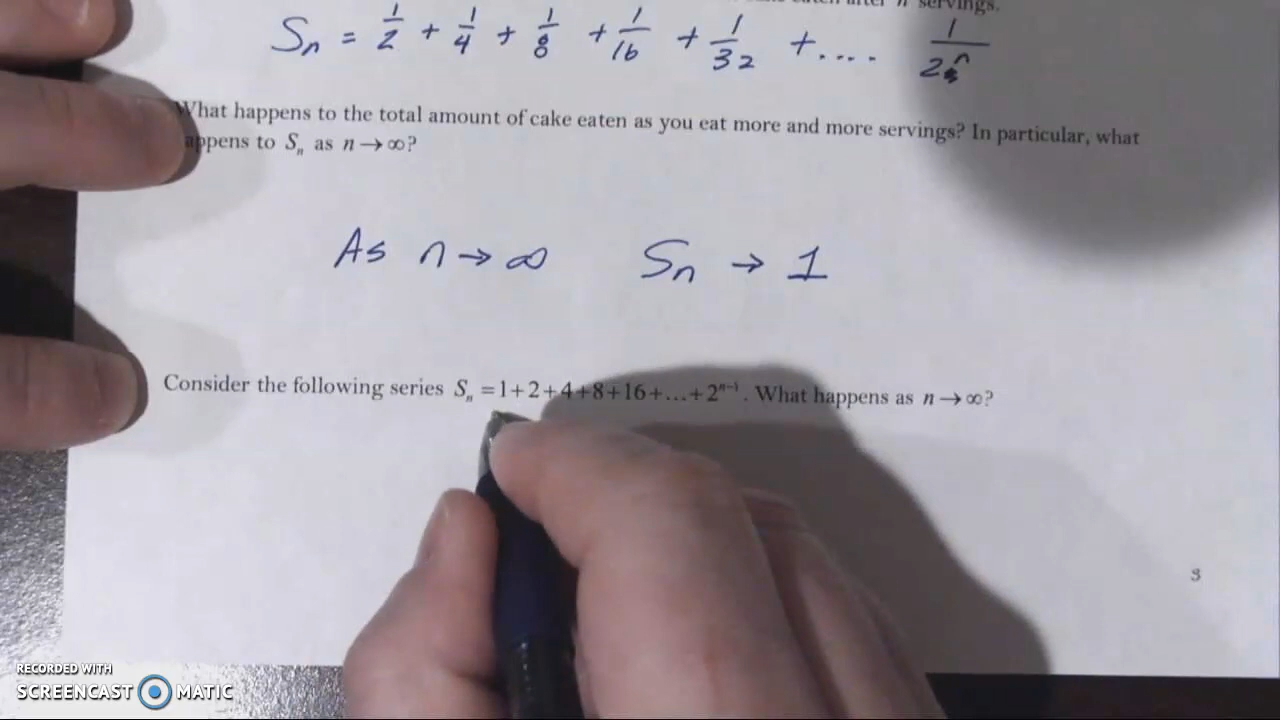 servings.
Sn = 1/2 + 1/4 + 1/8 + 1/16 + 1/32 + .... 1/2^n
What happens to the total amount of cake eaten as you eat more and more servings? In particular, what
appens to Sn as n→∞?
As n→∞ Sn → 1
Consider the following series Sn =1+2+4+8+16+…+2^(n−1). What happens as n→∞?
3
RECORDED WITH
SCREENCAST MATIC